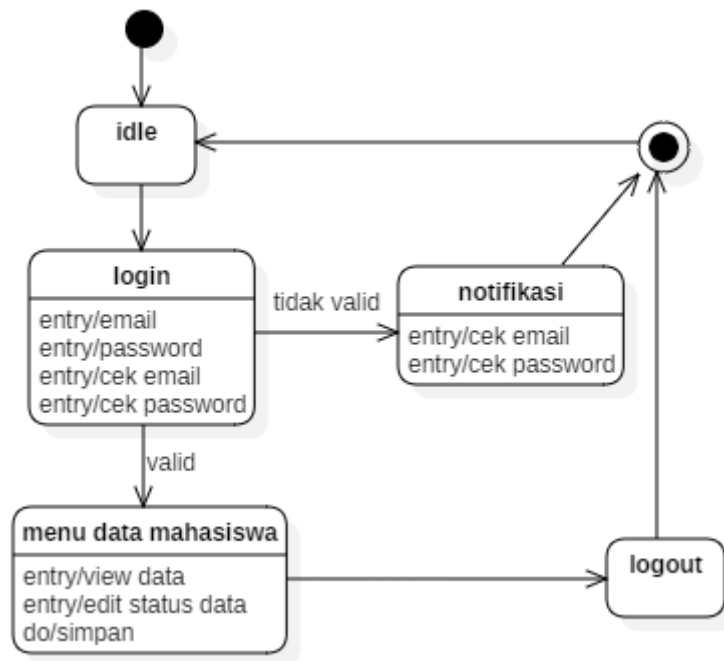 idle
login
entry/email
entry/password
entry/cek email
entry/cek password
tidak valid
notifikasi
entry/cek email
entry/cek password
valid
menu data mahasiswa
entry/view data
entry/edit status data
do/simpan
logout